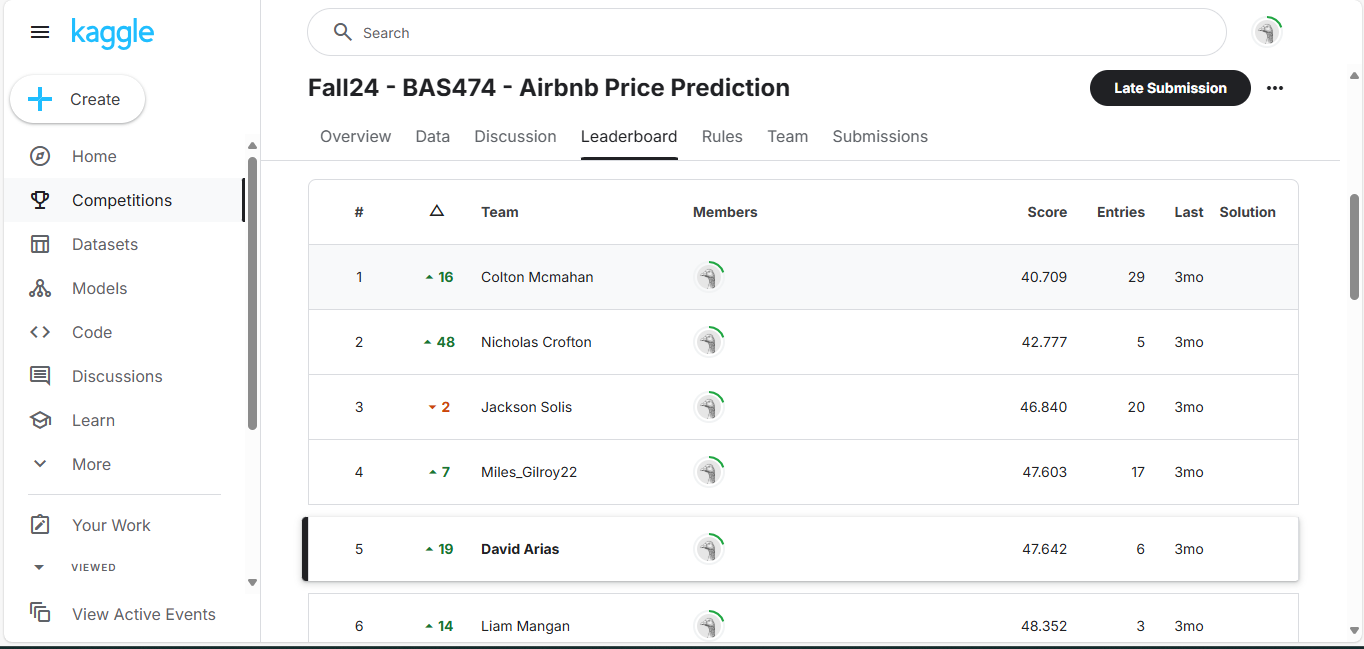 kaggle
Search
Create
Fall24 - BAS474 - Airbnb Price Prediction
Late Submission
Overview Data Discussion Leaderboard Rules Team Submissions
Home
Competitions
Datasets
Models
Code
Discussions
Learn
More
Your Work
VIEWED
View Active Events
# Team Members Score Entries Last Solution
1 16 Colton Mcmahan 40.709 29 3mo
2 48 Nicholas Crofton 42.777 5 3mo
3 2 Jackson Solis 46.840 20 3mo
4 7 Miles_Gilroy22 47.603 17 3mo
5 19 David Arias 47.642 6 3mo
6 14 Liam Mangan 48.352 3 3mo